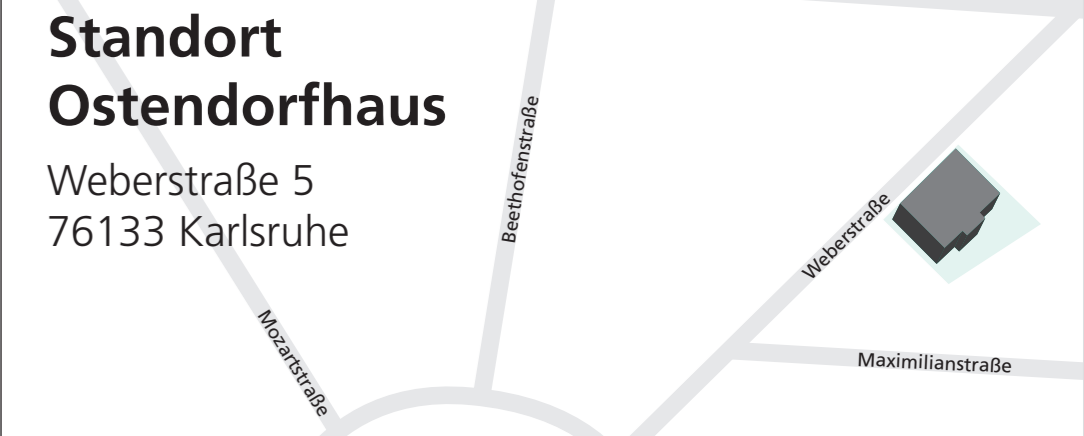 Standort
Ostendorfhaus
Weberstraße 5
76133 Karlsruhe
Beethofenstraße
Weberstraße
Mozartstraße
Maximilianstraße